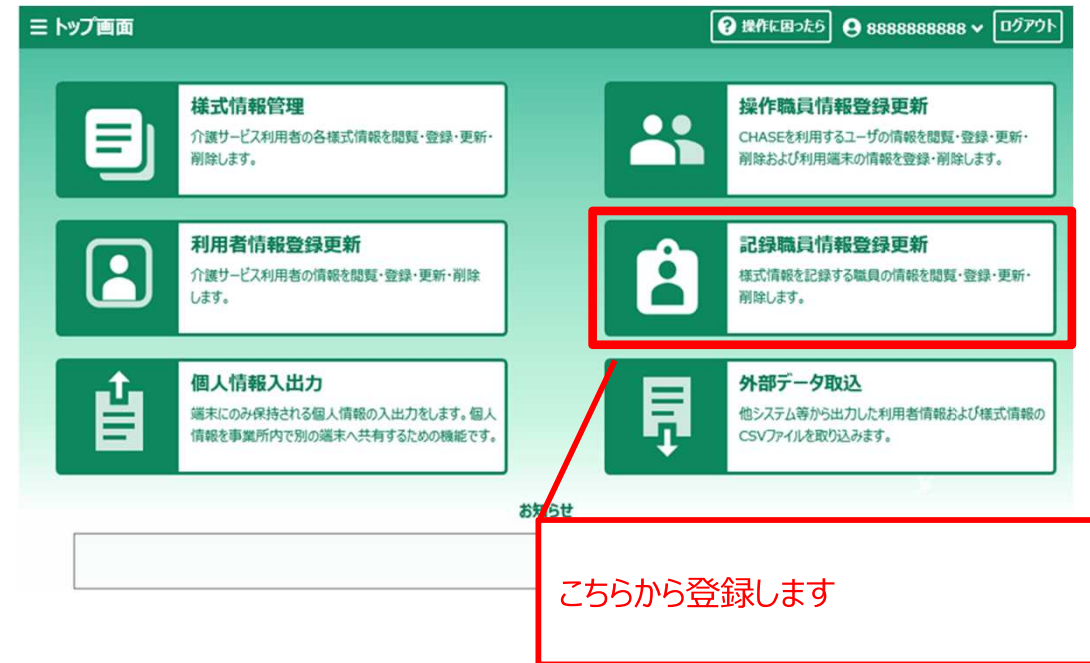 トップ画面
操作に困ったら
8888888888
ログアウト
様式情報管理
介護サービス利用者の各様式情報を閲覧・登録・更新・
削除します。
操作職員情報登録更新
CHASEを利用するユーザの情報を閲覧・登録・更新・
削除および利用端末の情報を登録・削除します。
利用者情報登録更新
介護サービス利用者の情報を閲覧・登録・更新・削除
します。
記録職員情報登録更新
様式情報を記録する職員の情報を閲覧・登録・更新・
削除します。
個人情報入出力
端末にのみ保持される個人情報の入出力をします。個人
情報を事業所内で別の端末へ共有するための機能です。
外部データ取込
他システム等から出力した利用者情報および様式情報の
CSVファイルを取り込みます。
お知らせ
こちらから登録します